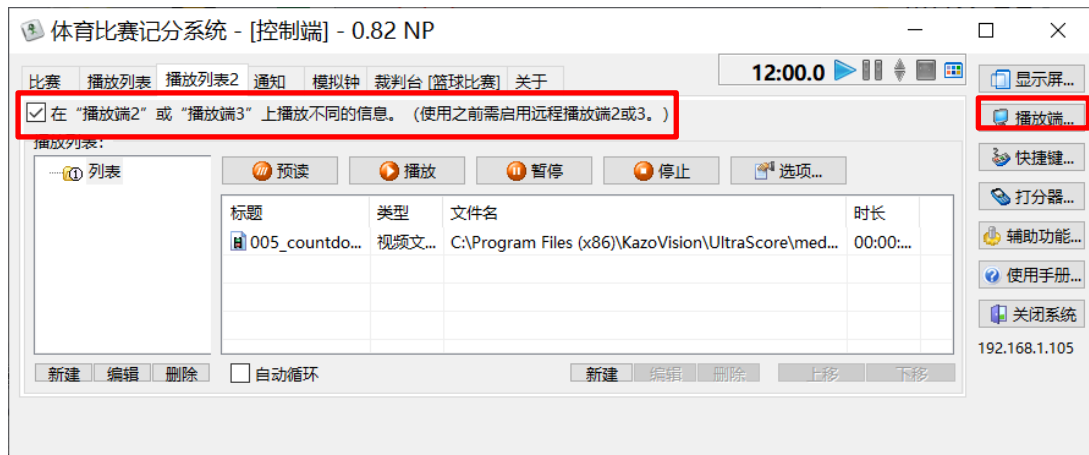 体育比赛记分系统 - [控制端] - 0.82 NP
比赛 播放列表 播放列表2 通知 模拟钟 裁判台 [篮球比赛] 关于
12:00.0
显示屏...
在“播放端2”或“播放端3”上播放不同的信息。（使用之前需启用远程播放端2或3。）
播放端...
播放列表:
列表
预读 播放 暂停 停止 选项...
快捷键...
打分器...
标题 类型 文件名 时长
005_countdo... 视频文... C:\Program Files (x86)\KazoVision\UltraScore\med... 00:00:...
辅助功能...
使用手册...
关闭系统
192.168.1.105
新建 编辑 删除 自动循环 新建 编辑 删除 上移 下移